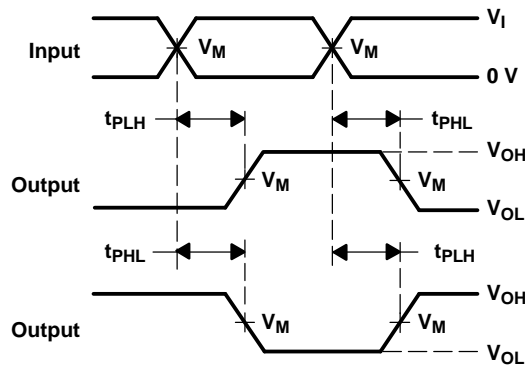 V_I
Input V_M V_M
0 V
t_PLH t_PHL
V_OH
Output V_M V_M
V_OL
t_PHL t_PLH
V_OH
Output V_M V_M
V_OL